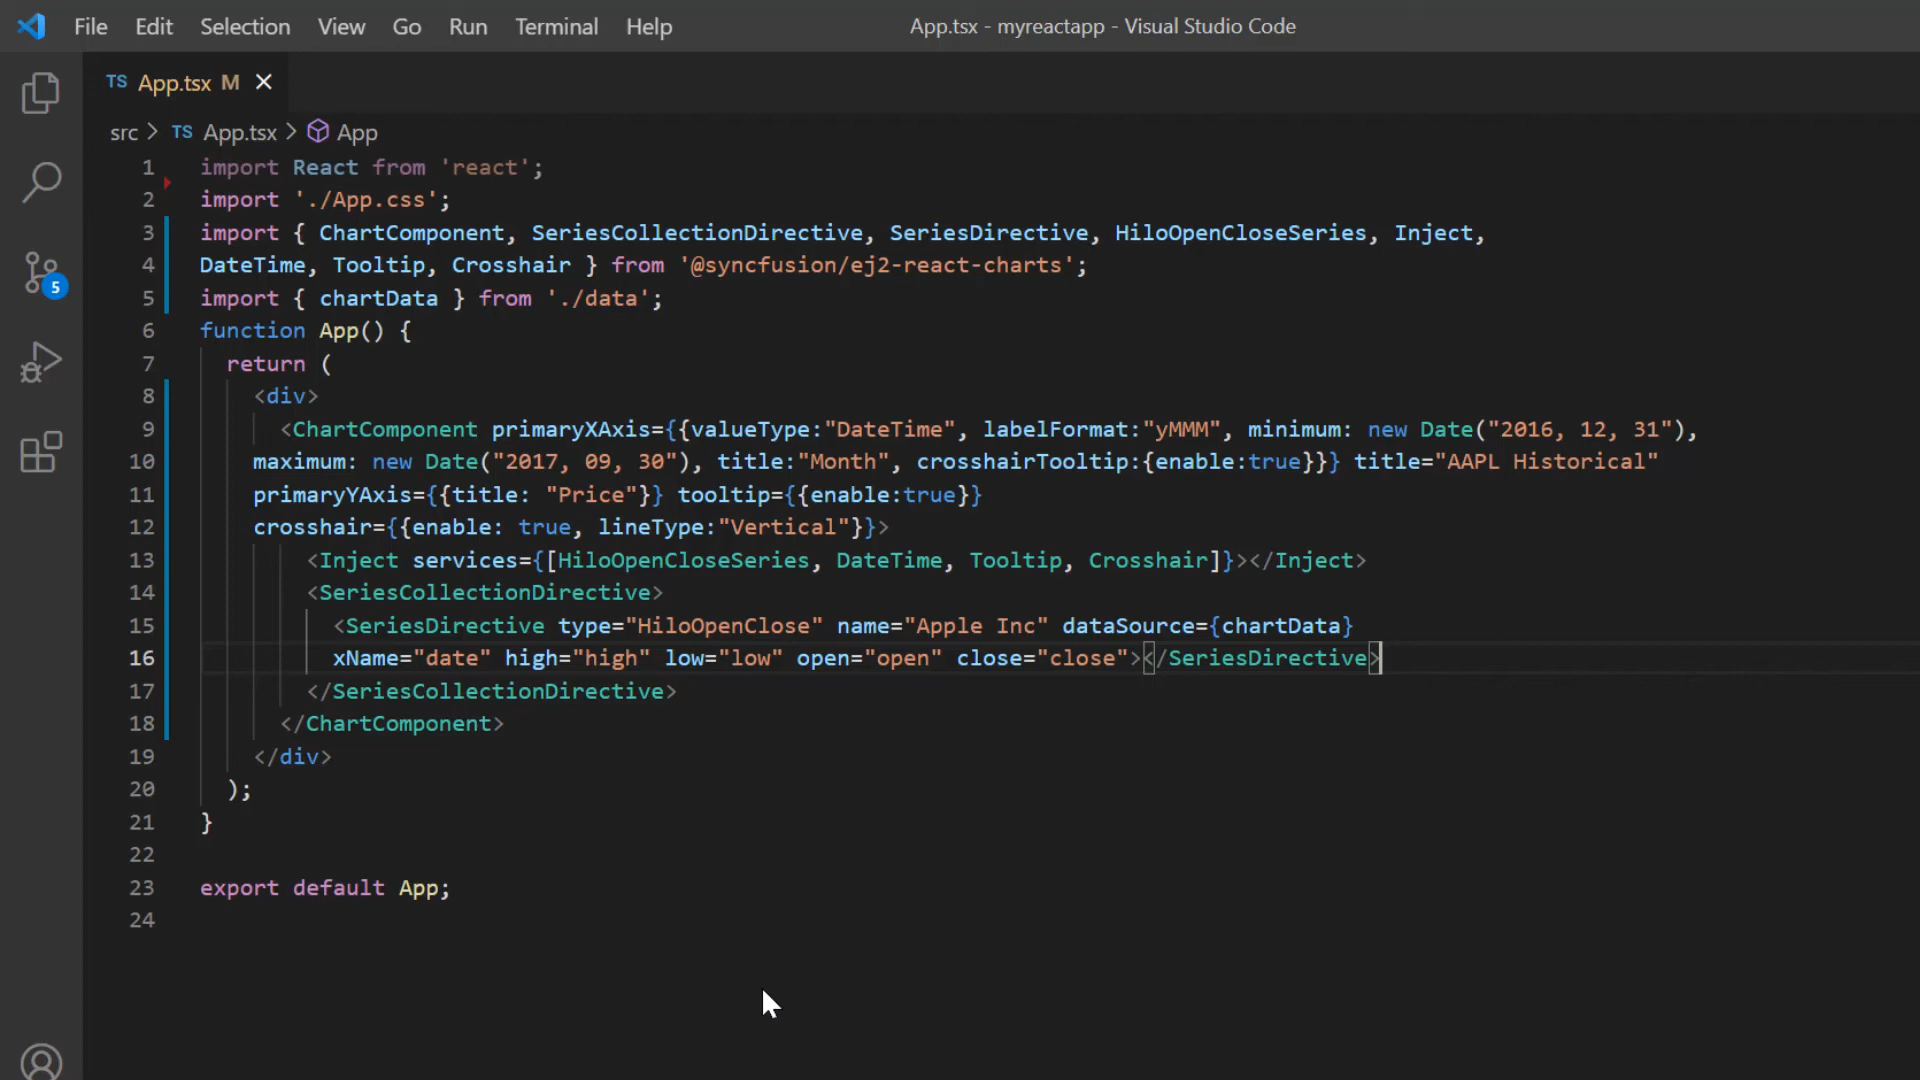 File Edit Selection View Go Run Terminal Help App.tsx - myreactapp - Visual Studio Code
TS App.tsx M
src > TS App.tsx > App
1 import React from 'react';
2 import './App.css';
3 import { ChartComponent, SeriesCollectionDirective, SeriesDirective, HiloOpenCloseSeries, Inject,
4 DateTime, Tooltip, Crosshair } from '@syncfusion/ej2-react-charts';
5 import { chartData } from './data';
6 function App() {
7 return (
8 <div>
9 <ChartComponent primaryXAxis={{valueType:"DateTime", labelFormat:"yMMM", minimum: new Date("2016, 12, 31"),
10 maximum: new Date("2017, 09, 30"), title:"Month", crosshairTooltip:{enable:true}}} title="AAPL Historical"
11 primaryYAxis={{title: "Price"}} tooltip={{enable:true}}
12 crosshair={{enable: true, lineType:"Vertical"}}>
13 <Inject services={[HiloOpenCloseSeries, DateTime, Tooltip, Crosshair]}></Inject>
14 <SeriesCollectionDirective>
15 <SeriesDirective type="HiloOpenClose" name="Apple Inc" dataSource={chartData}
16 xName="date" high="high" low="low" open="open" close="close"></SeriesDirective>
17 </SeriesCollectionDirective>
18 </ChartComponent>
19 </div>
20 );
21 }
22
23 export default App;
24
5